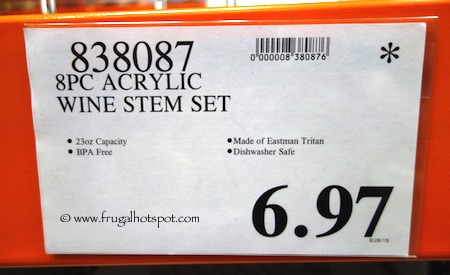 838087
8PC ACRYLIC
WINE STEM SET
0"000008"380876"
*
• 23oz Capacity
• BPA Free
• Made of Eastman Tritan
• Dishwasher Safe
6.97
© www.frugalhotspot.com